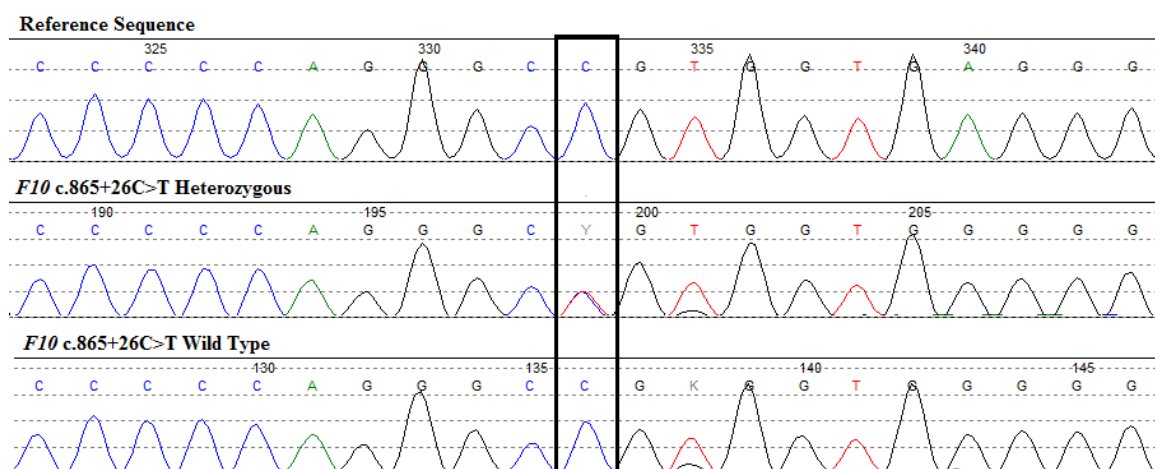 Reference Sequence
325 330 335 340
C C C C C A G G G C C G T G G T G A G G G
F10 c.865+26C>T Heterozygous
190 195 200 205
C C C C C A G G G C Y G T G G T G G G G G
F10 c.865+26C>T Wild Type
130 135 140 145
C C C C C A G G G C C G K G G T G G G G G